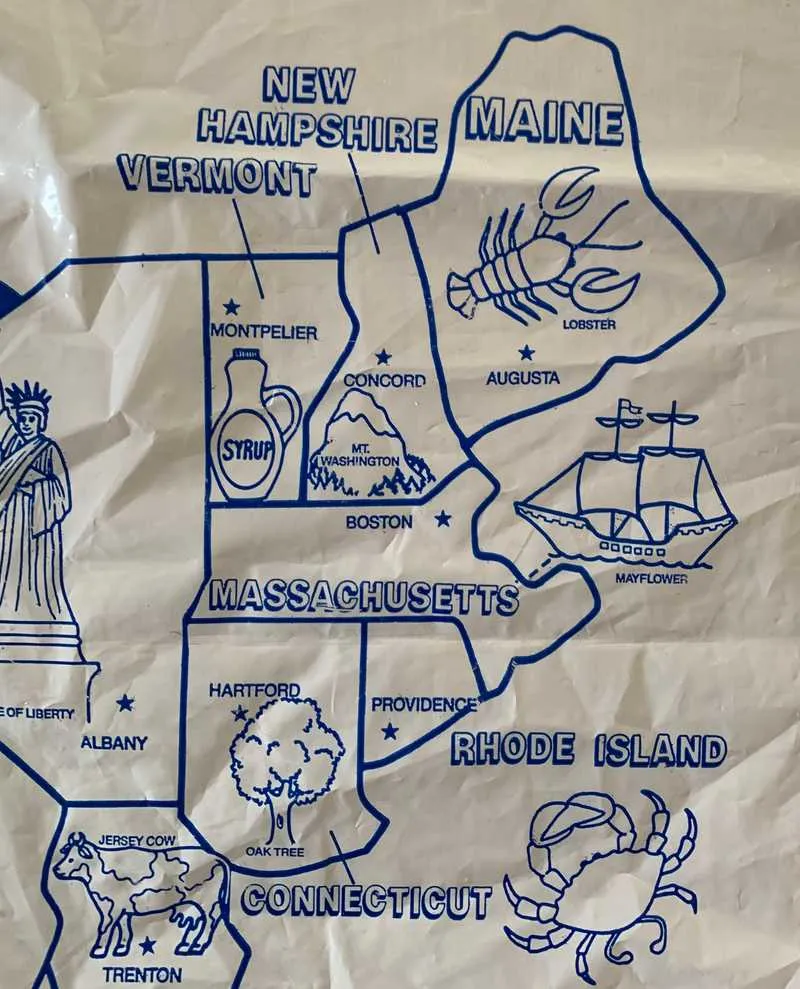 NEW
HAMPSHIRE
MAINE
VERMONT
LOBSTER
MONTPELIER
CONCORD
AUGUSTA
SYRUP
MT.
WASHINGTON
BOSTON
MAYFLOWER
MASSACHUSETTS
HARTFORD
PROVIDENCE
OF LIBERTY
ALBANY
RHODE ISLAND
JERSEY COW
OAK TREE
CONNECTICUT
TRENTON